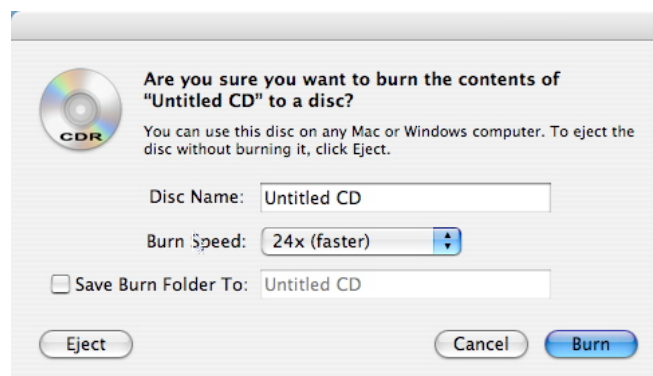 Are you sure you want to burn the contents of
“Untitled CD” to a disc?
CDR
You can use this disc on any Mac or Windows computer. To eject the
disc without burning it, click Eject.
Disc Name: Untitled CD
Burn Speed: 24x (faster)
Save Burn Folder To: Untitled CD
Eject Cancel Burn